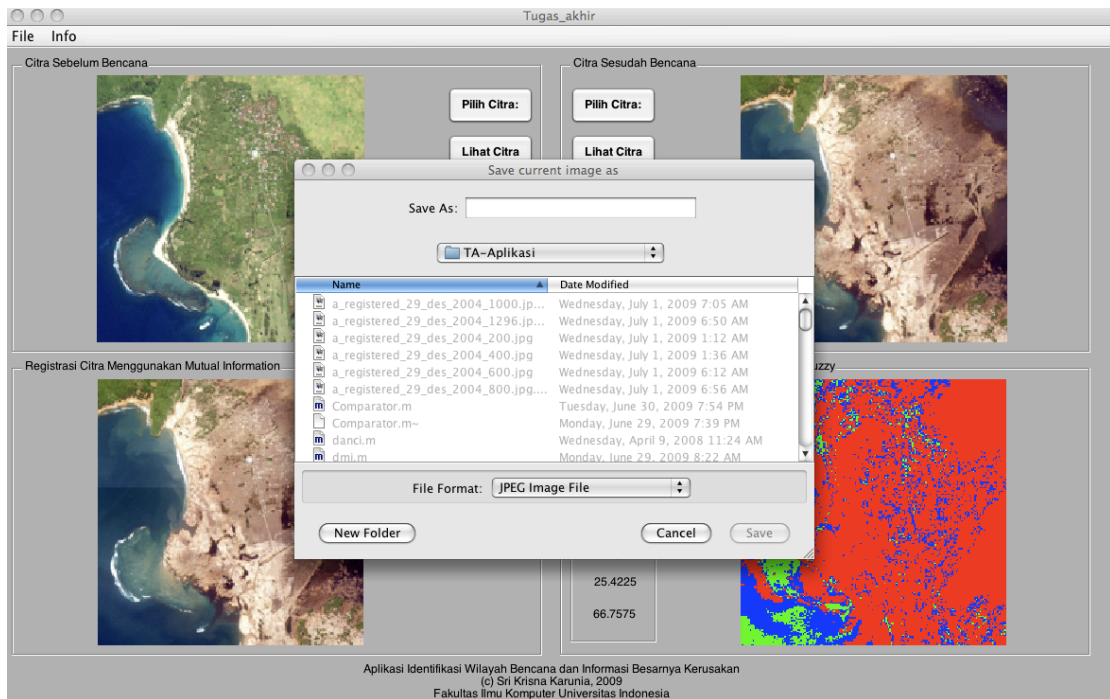 Tugas_akhir
File Info
Citra Sebelum Bencana
Pilih Citra:
Lihat Citra
Citra Sesudah Bencana
Pilih Citra:
Lihat Citra
Save current image as
Save As:
TA-Aplikasi
Name Date Modified
a_registered_29_des_2004_1000.jp... Wednesday, July 1, 2009 7:05 AM
a_registered_29_des_2004_1296.jp... Wednesday, July 1, 2009 6:50 AM
a_registered_29_des_2004_200.jpg Wednesday, July 1, 2009 1:12 AM
a_registered_29_des_2004_400.jpg Wednesday, July 1, 2009 1:36 AM
a_registered_29_des_2004_600.jpg Wednesday, July 1, 2009 6:12 AM
a_registered_29_des_2004_800.jpg.... Wednesday, July 1, 2009 6:56 AM
Comparator.m Tuesday, June 30, 2009 7:54 PM
Comparator.m~ Monday, June 29, 2009 7:39 PM
danci.m Wednesday, April 9, 2008 11:24 AM
dmi.m Monday, June 29, 2009 8:22 AM
File Format: JPEG Image File
New Folder Cancel Save
Registrasi Citra Menggunakan Mutual Information
uzzy
25.4225
66.7575
Aplikasi Identifikasi Wilayah Bencana dan Informasi Besarnya Kerusakan
(c) Sri Krisna Karunia, 2009
Fakultas Ilmu Komputer Universitas Indonesia